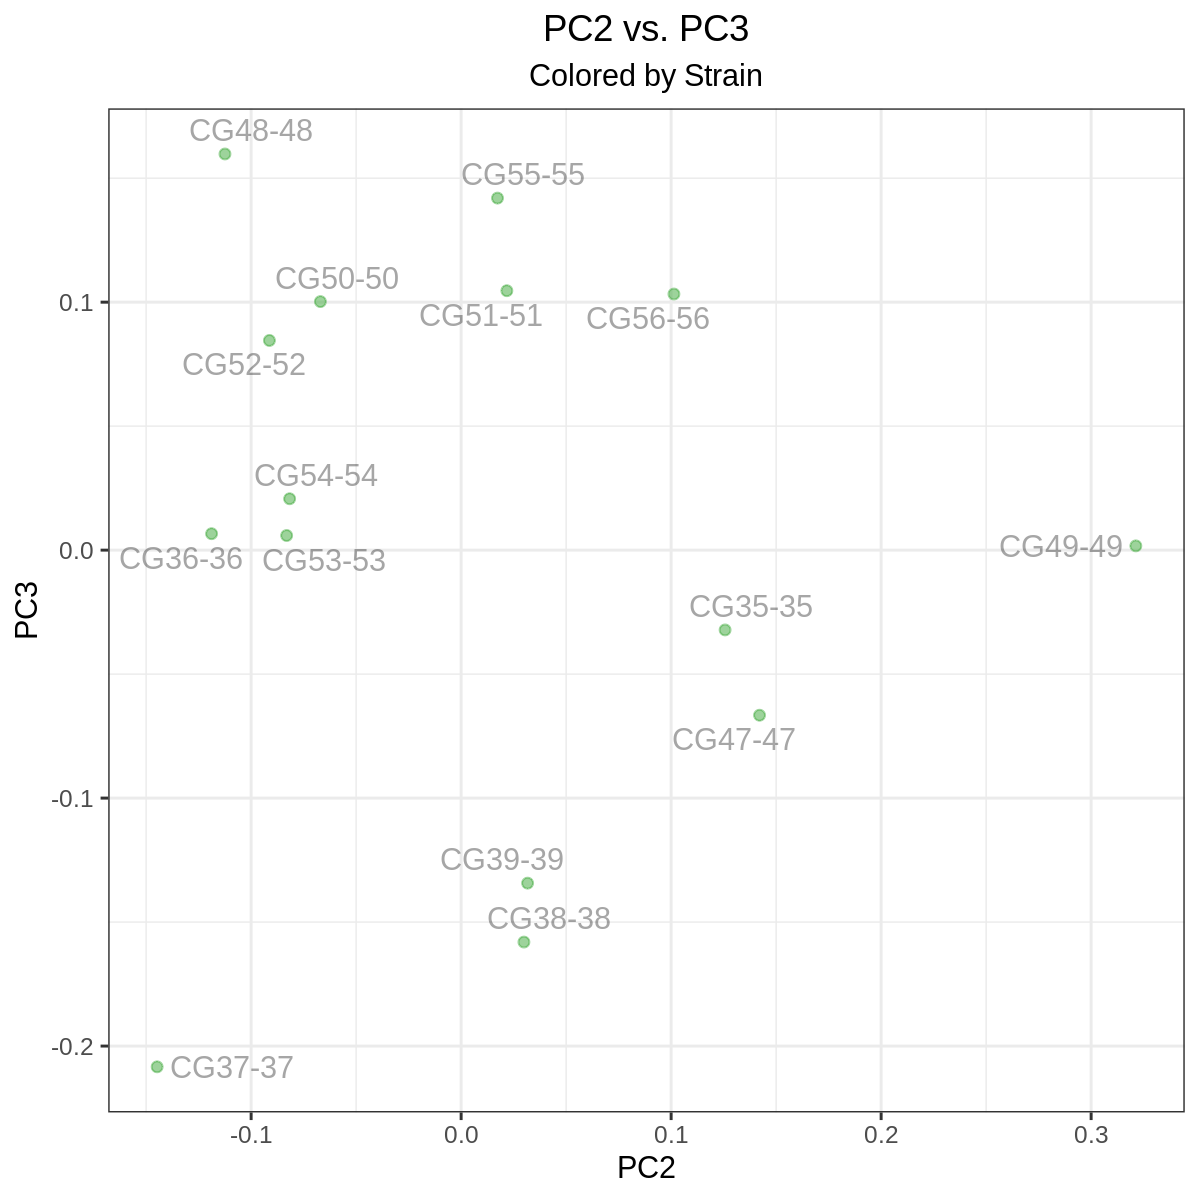 PC2 vs. PC3
Colored by Strain
CG48-48
CG55-55
CG50-50
0.1
CG51-51
CG56-56
CG52-52
CG54-54
0.0
CG36-36
CG53-53
CG49-49
CG35-35
PC3
CG47-47
-0.1
CG39-39
CG38-38
-0.2
CG37-37
-0.1 0.0 0.1 0.2 0.3
PC2